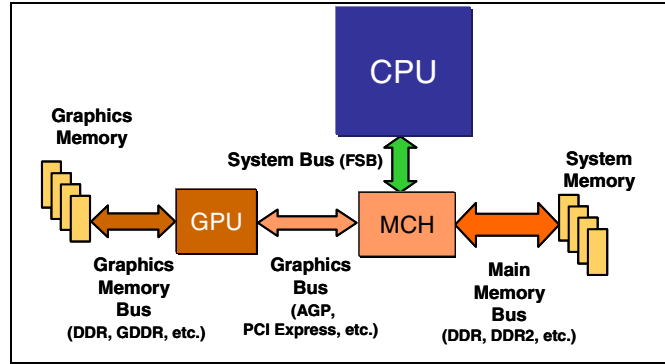 CPU
Graphics
Memory
System Bus (FSB)
System
Memory
GPU
MCH
Graphics
Memory
Bus
(DDR, GDDR, etc.)
Graphics
Bus
(AGP,
PCI Express, etc.)
Main
Memory
Bus
(DDR, DDR2, etc.)